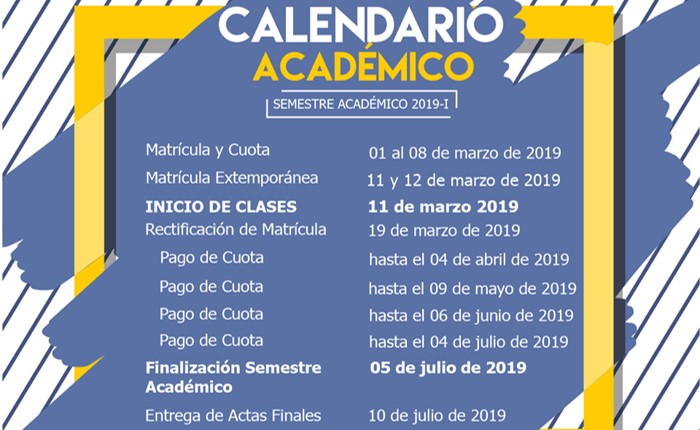 CALENDARIO
ACADÉMICO
SEMESTRE ACADÉMICO 2019-I
Matrícula y Cuota 01 al 08 de marzo de 2019
Matrícula Extemporánea 11 y 12 de marzo de 2019
INICIO DE CLASES 11 de marzo 2019
Rectificación de Matrícula 19 de marzo de 2019
Pago de Cuota hasta el 04 de abril de 2019
Pago de Cuota hasta el 09 de mayo de 2019
Pago de Cuota hasta el 06 de junio de 2019
Pago de Cuota hasta el 04 de julio de 2019
Finalización Semestre 05 de julio de 2019
Académico
Entrega de Actas Finales 10 de julio de 2019